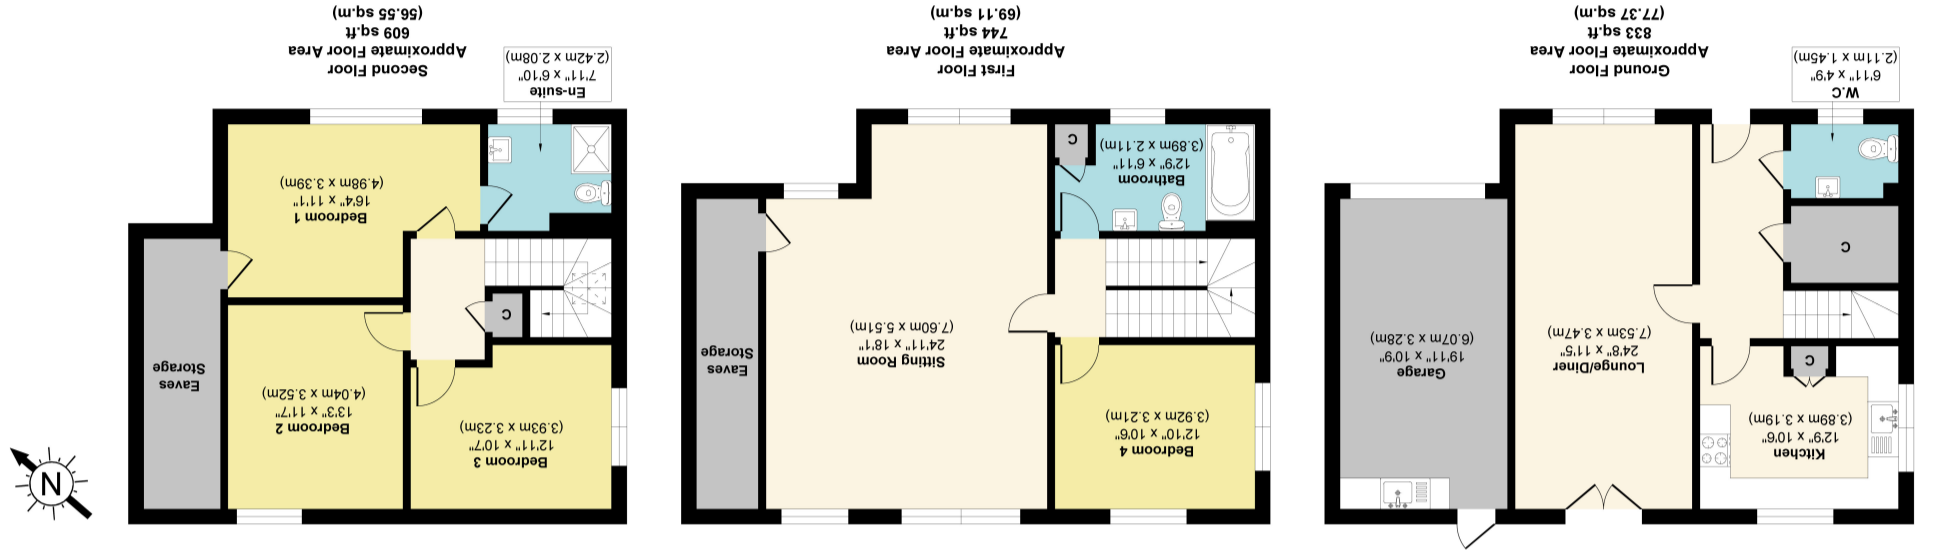 Ground Floor
Approximate Floor Area
833 sq.ft
(77.37 sq.m)
W.C
6'11" x 4'9"
(2.11m x 1.45m)
C
Lounge/Diner
24'8" x 11'5"
(7.53m x 3.47m)
Garage
19'11" x 10'9"
(6.07m x 3.28m)
C
Kitchen
12'9" x 10'6"
(3.89m x 3.19m)
First Floor
Approximate Floor Area
744 sq.ft
(69.11 sq.m)
C
Bathroom
12'9" x 6'11"
(3.89m x 2.11m)
Sitting Room
24'11" x 18'1"
(7.60m x 5.51m)
Eaves
Storage
Bedroom 4
12'10" x 10'6"
(3.92m x 3.21m)
Second Floor
Approximate Floor Area
609 sq.ft
(56.55 sq.m)
En-suite
7'11" x 6'10"
(2.42m x 2.08m)
Bedroom 1
16'4" x 11'1"
(4.98m x 3.39m)
C
Eaves
Storage
Bedroom 2
13'3" x 11'7"
(4.04m x 3.52m)
Bedroom 3
12'11" x 10'7"
(3.93m x 3.23m)
N